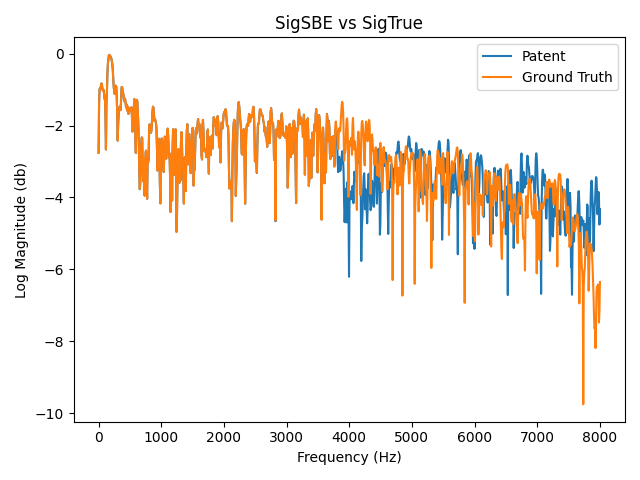 SigSBE vs SigTrue
Patent
Ground Truth
Log Magnitude (db)
0
−2
−4
−6
−8
−10
0 1000 2000 3000 4000 5000 6000 7000 8000
Frequency (Hz)